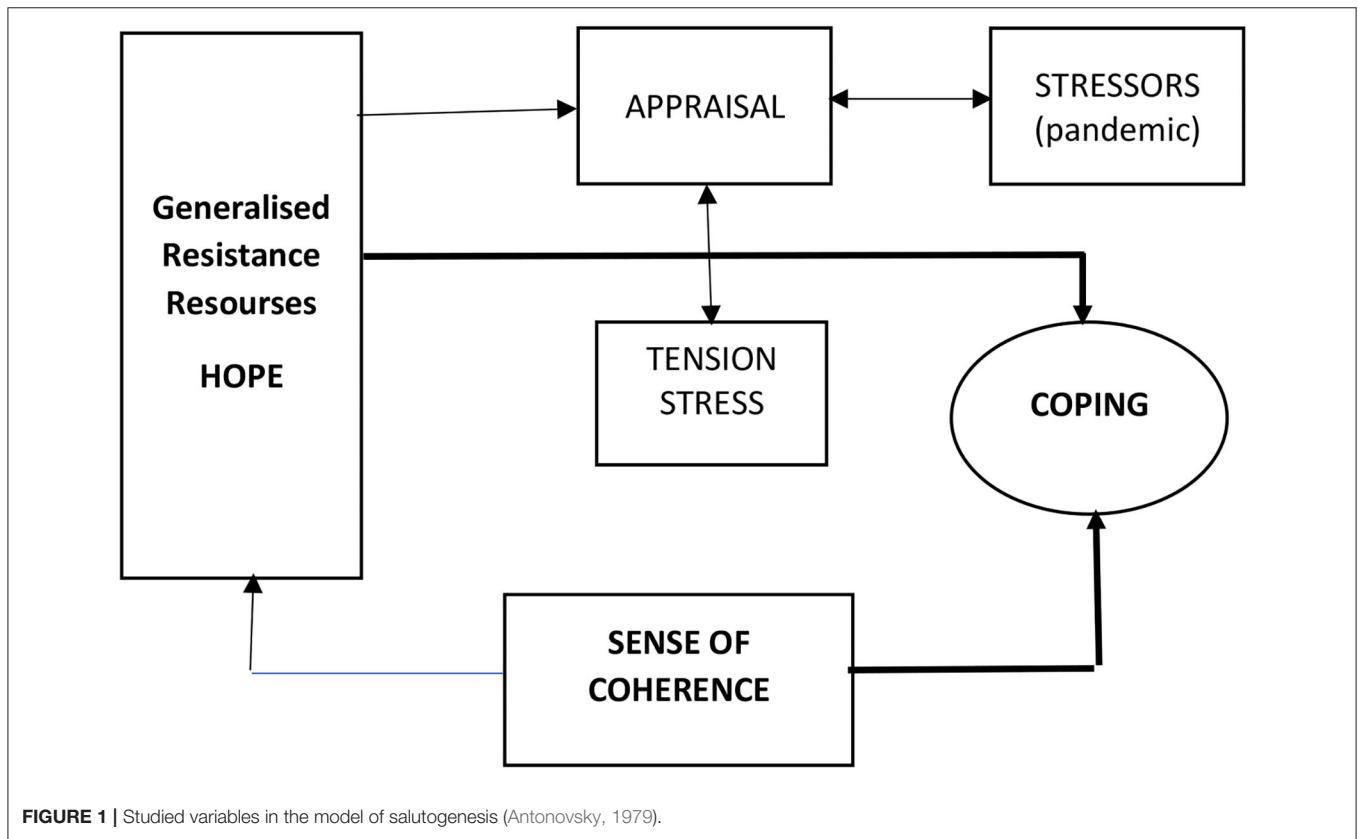 Generalised
Resistance
Resourses
HOPE
APPRAISAL
STRESSORS
(pandemic)
TENSION
STRESS
COPING
SENSE OF
COHERENCE
FIGURE 1 | Studied variables in the model of salutogenesis (Antonovsky, 1979).